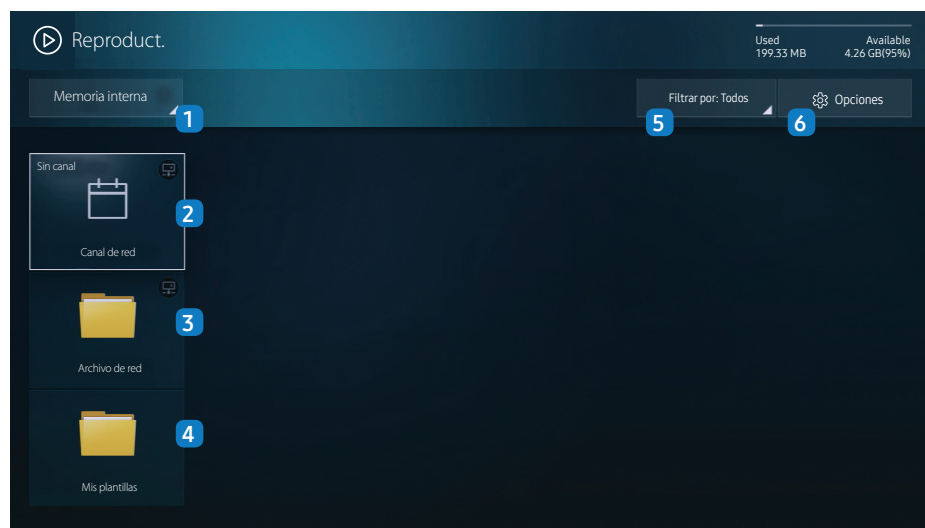 Reproduct.
Used Available
199.33 MB 4.26 GB(95%)
Memoria interna
1
Filtrar por: Todos
5
Opciones
6
Sin canal
2
Canal de red
3
Archivo de red
4
Mis plantillas